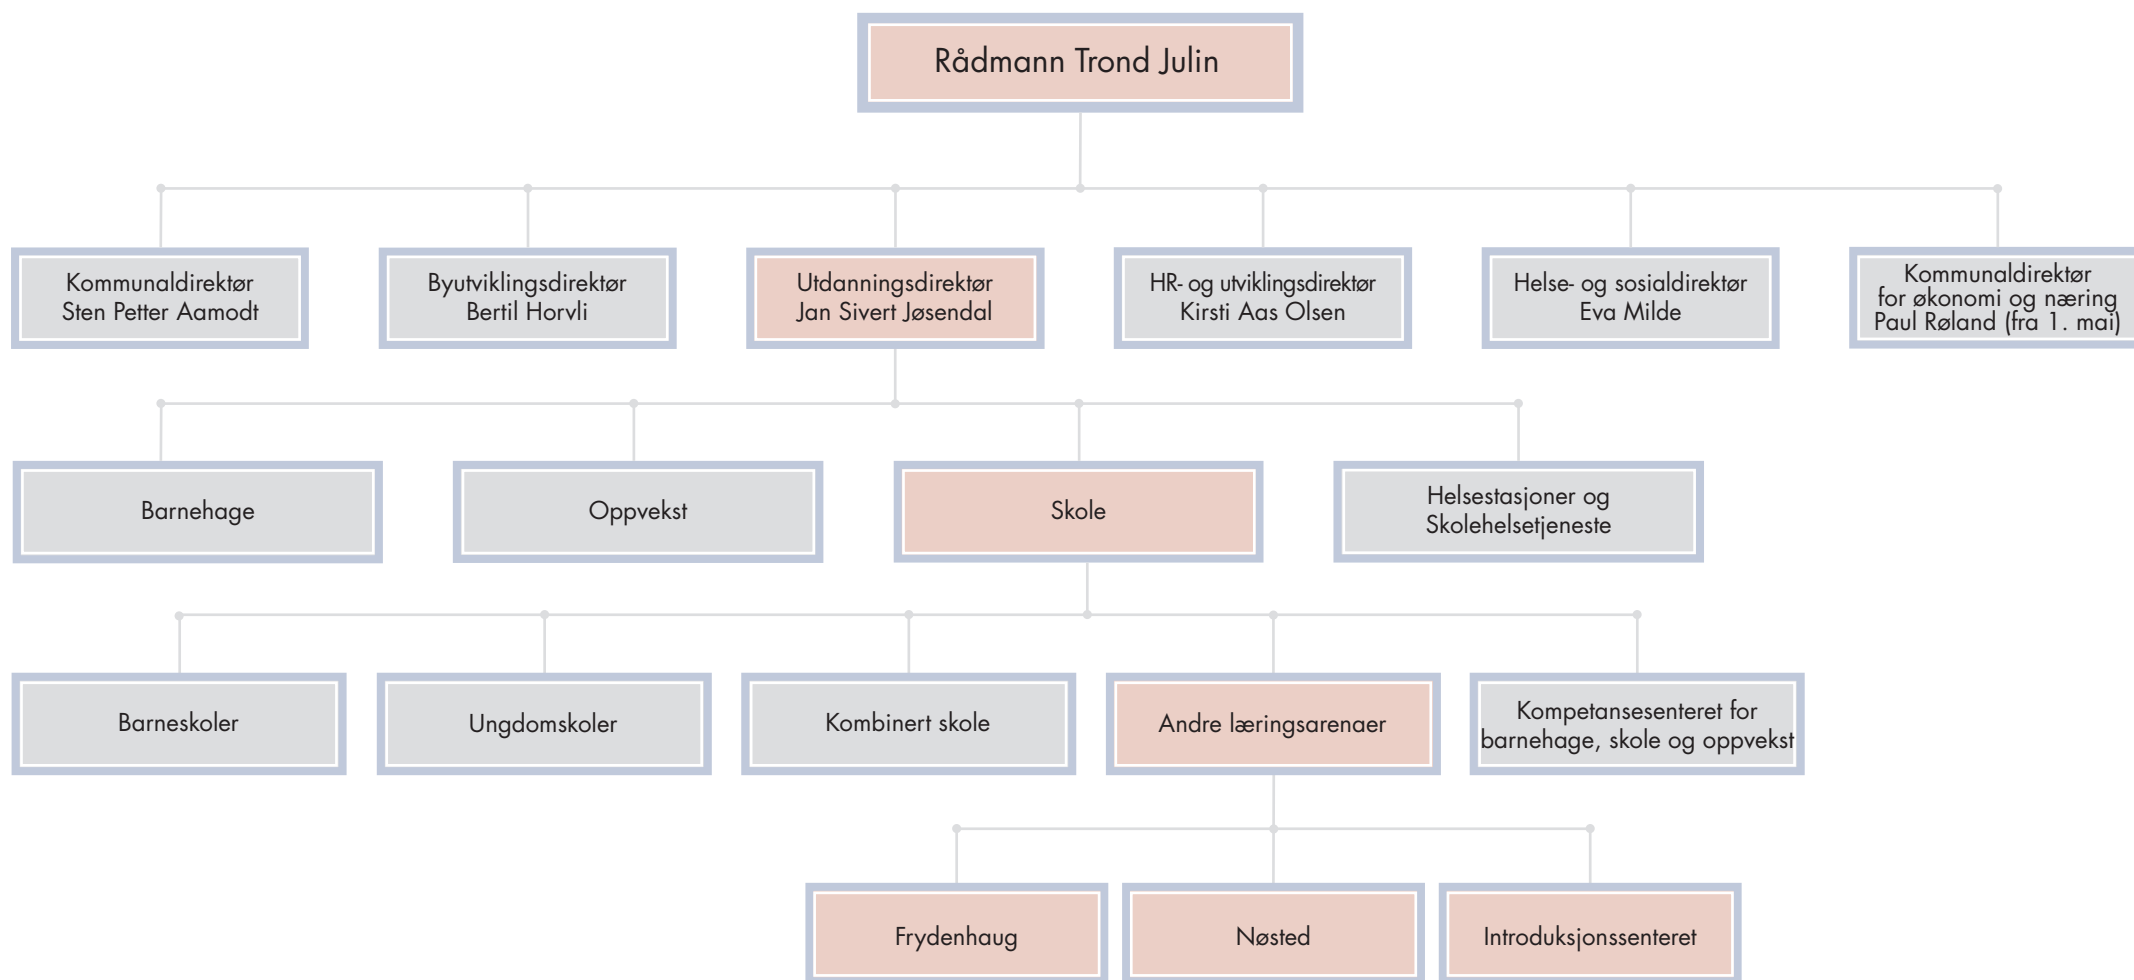 Rådmann Trond Julin
Kommunaldirektør
Sten Petter Aamodt
Byutviklingsdirektør
Bertil Horvli
Utdanningsdirektør
Jan Sivert Jøsendal
HR- og utviklingsdirektør
Kirsti Aas Olsen
Helse- og sosialdirektør
Eva Milde
Kommunaldirektør
for økonomi og næring
Paul Røland (fra 1. mai)
Barnehage
Oppvekst
Skole
Helsestasjoner og
Skolehelsetjeneste
Barneskoler
Ungdomskoler
Kombinert skole
Andre læringsarenaer
Kompetansesenteret for
barnehage, skole og oppvekst
Frydenhaug
Nøsted
Introduksjonssenteret